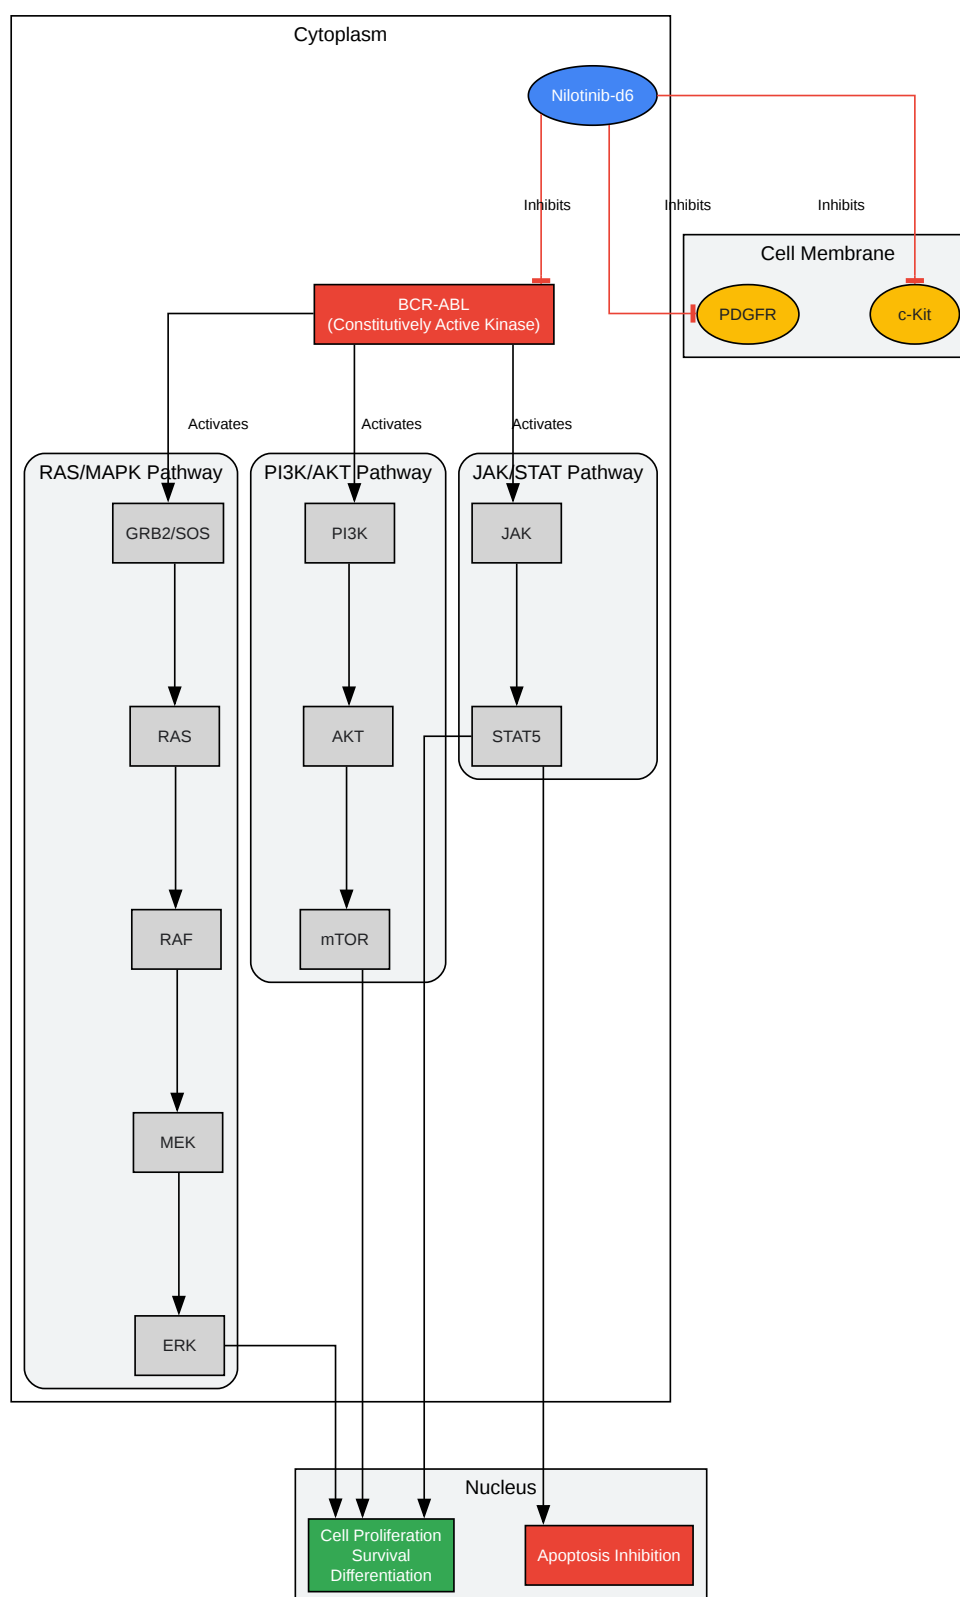 Cytoplasm
Nilotinib-d6
Inhibits
Inhibits
Inhibits
Cell Membrane
BCR-ABL
(Constitutively Active Kinase)
PDGFR
c-Kit
Activates
Activates
Activates
RAS/MAPK Pathway
PI3K/AKT Pathway
JAK/STAT Pathway
GRB2/SOS
PI3K
JAK
RAS
AKT
STAT5
RAF
mTOR
MEK
ERK
Nucleus
Cell Proliferation
Survival
Differentiation
Apoptosis Inhibition